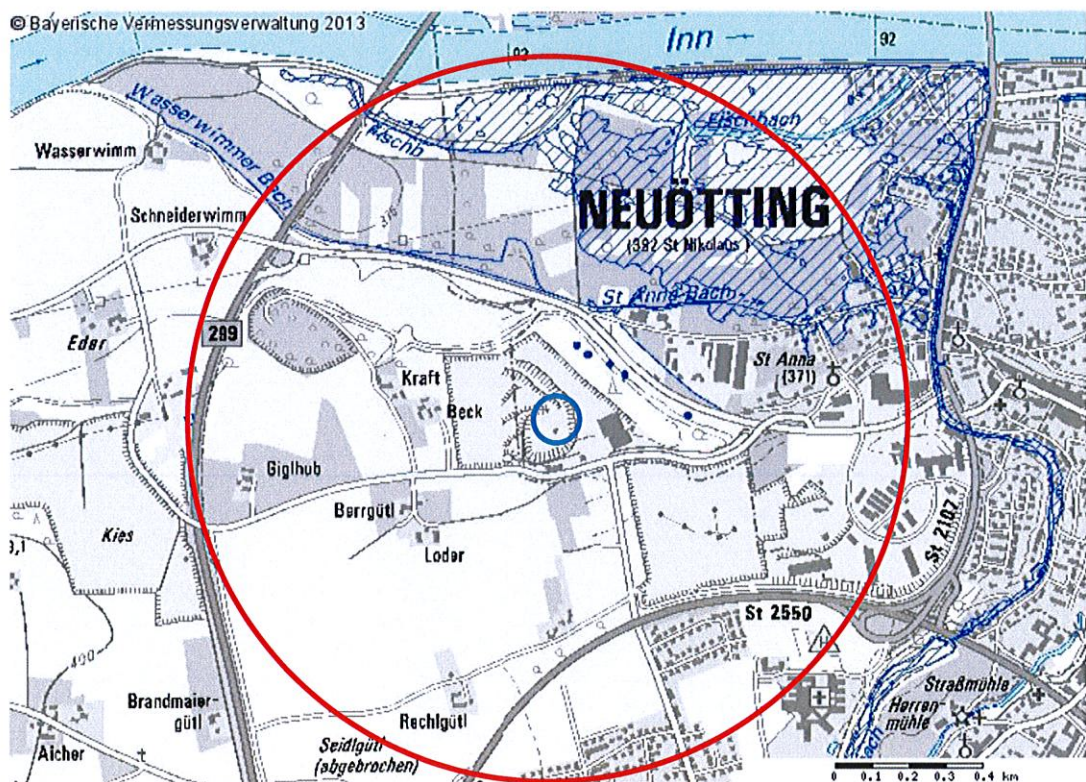 © Bayerische Vermessungsverwaltung 2013
Inn
92
Wasserwimmer Bach
Wasserwimm
Schneiderwimm
NEUÖTTING
(392 St Nikolaus)
St Anna Bach
299
Eder
Kraft
Beck
St Anna
(371)
Giglhub
Berrgütl
Loder
Kies
St 2107
St 2550
400
Brandmaier-
gütl
Rechlgütl
Aicher
Seidlgütl
(abgebrochen)
Straßmühle
Herren-
mühle
0 0.1 0.2 0.3 0.4 km